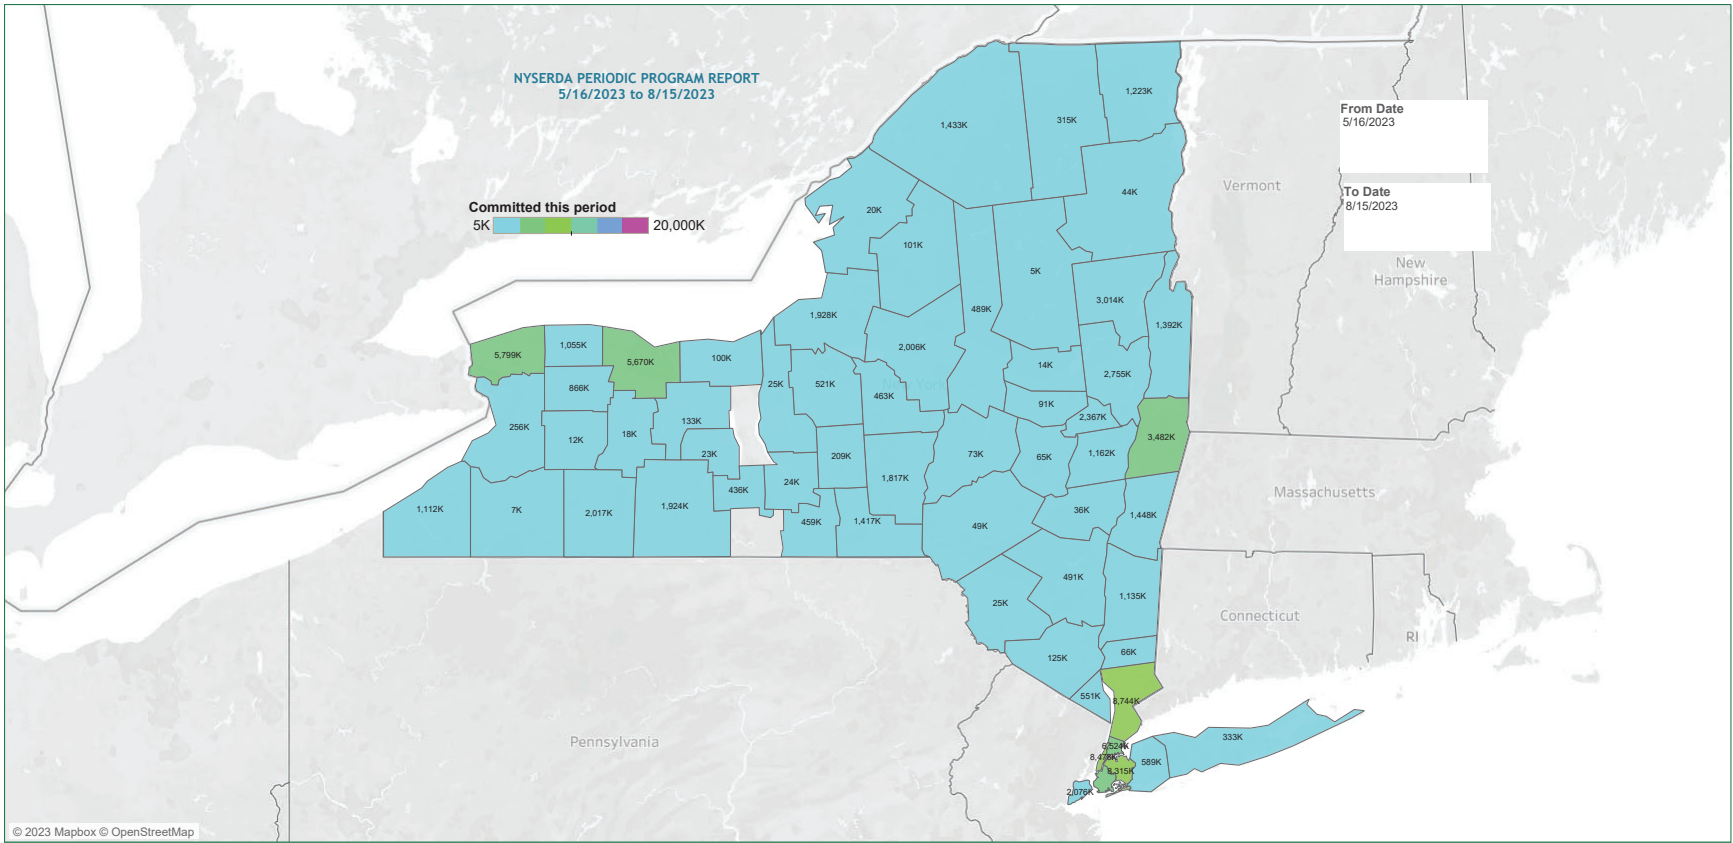 NYSERDA PERIODIC PROGRAM REPORT
5/16/2023 to 8/15/2023
From Date
5/16/2023
To Date
8/15/2023
Committed this period
5K
20,000K
1,223K
315K
1,433K
44K
Vermont
20K
101K
5K
New
Hampshire
3,014K
489K
1,928K
1,392K
2,006K
1,055K
5,799K
5,670K
100K
14K
2,755K
25K
521K
New York
866K
463K
91K
2,367K
133K
256K
12K
18K
3,482K
23K
209K
73K
65K
1,162K
24K
1,817K
436K
Massachusetts
1,112K
7K
2,017K
1,924K
36K
1,448K
459K
1,417K
49K
491K
1,135K
25K
Connecticut
RI
66K
125K
551K
8,744K
Pennsylvania
333K
6,524K
589K
8,315K
2,076K
© 2023 Mapbox © OpenStreetMap